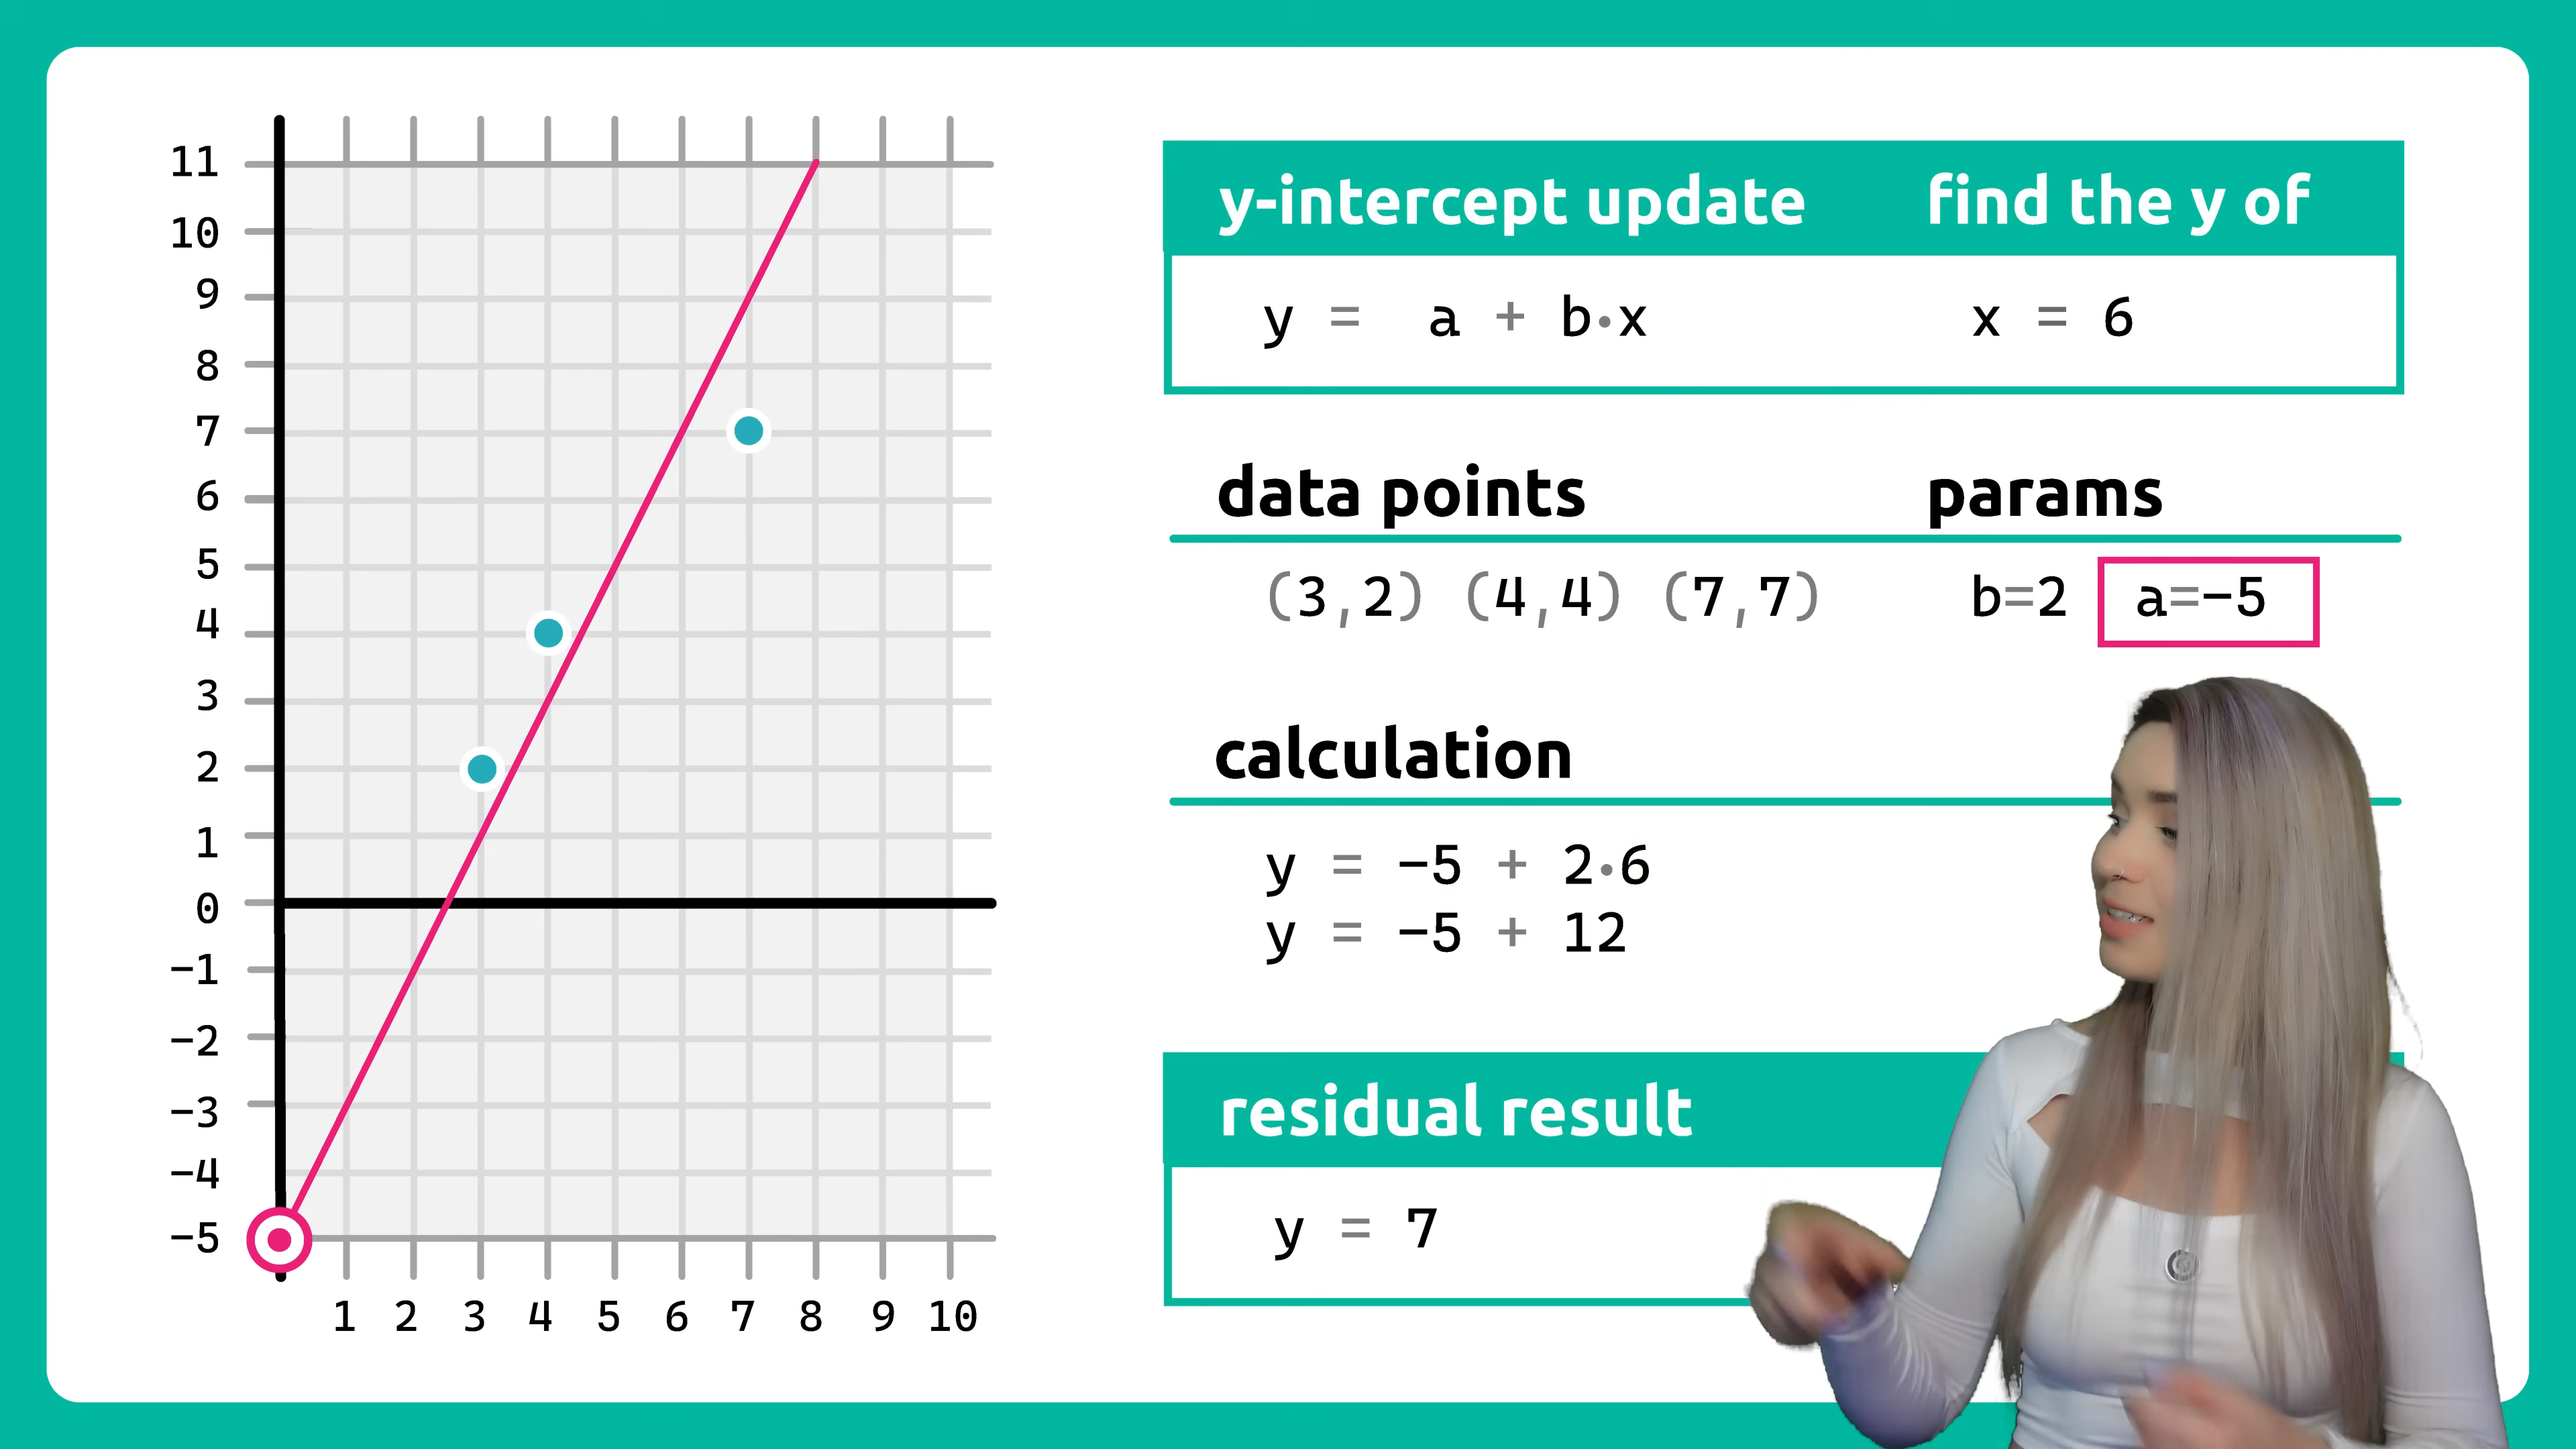 11
10
9
8
7
6
5
4
3
2
1
0
−1
−2
−3
−4
−5
1 2 3 4 5 6 7 8 9 10
y-intercept update find the y of
y = a + b·x x = 6
data points params
(3,2) (4,4) (7,7) b=2 a=−5
calculation
y = −5 + 2·6
y = −5 + 12
residual result
y = 7